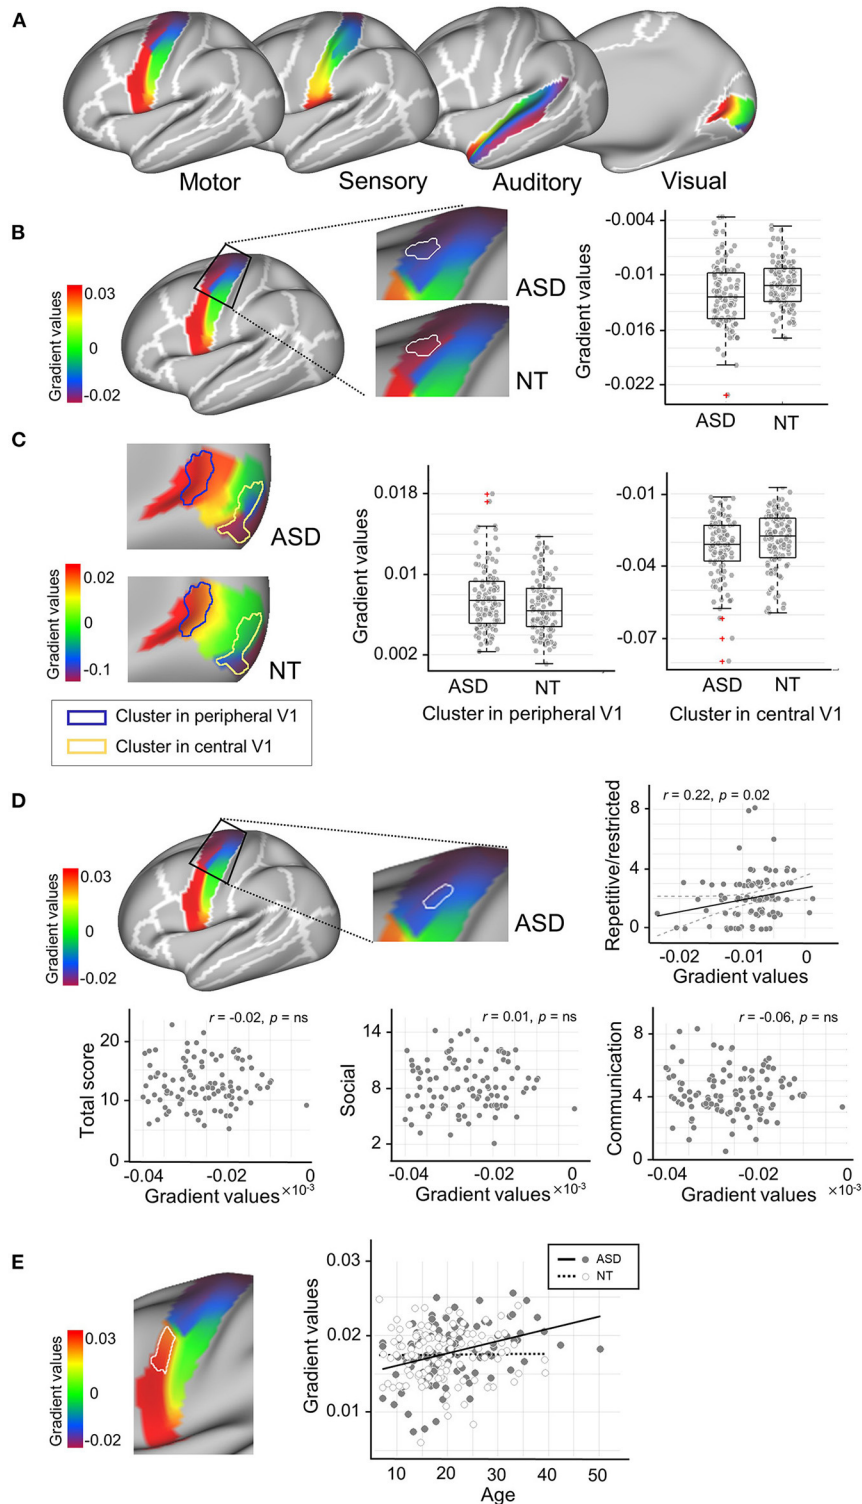 A
Motor
Sensory
Auditory
Visual
B
Gradient values
0.03
0
-0.02
ASD
NT
Gradient values
-0.004
-0.01
-0.016
-0.022
ASD
NT
C
ASD
Gradient values
0.02
0
-0.1
NT
Cluster in peripheral V1
Cluster in central V1
Gradient values
0.018
0.01
0.002
ASD
NT
Cluster in peripheral V1
-0.01
-0.04
-0.07
ASD
NT
Cluster in central V1
D
Gradient values
0.03
0
-0.02
ASD
Repetitive/restricted
r = 0.22, p = 0.02
8
4
0
-0.02
-0.01
0
Gradient values
Total score
r = -0.02, p = ns
20
10
0
-0.04
-0.02
0
Gradient values ×10-3
Social
r = 0.01, p = ns
14
8
2
-0.04
-0.02
0
Gradient values ×10-3
Communication
r = -0.06, p = ns
8
4
0
-0.04
-0.02
0
Gradient values ×10-3
E
Gradient values
0.03
0
-0.02
Gradient values
0.03
0.02
0.01
ASD
NT
10
20
30
40
50
Age